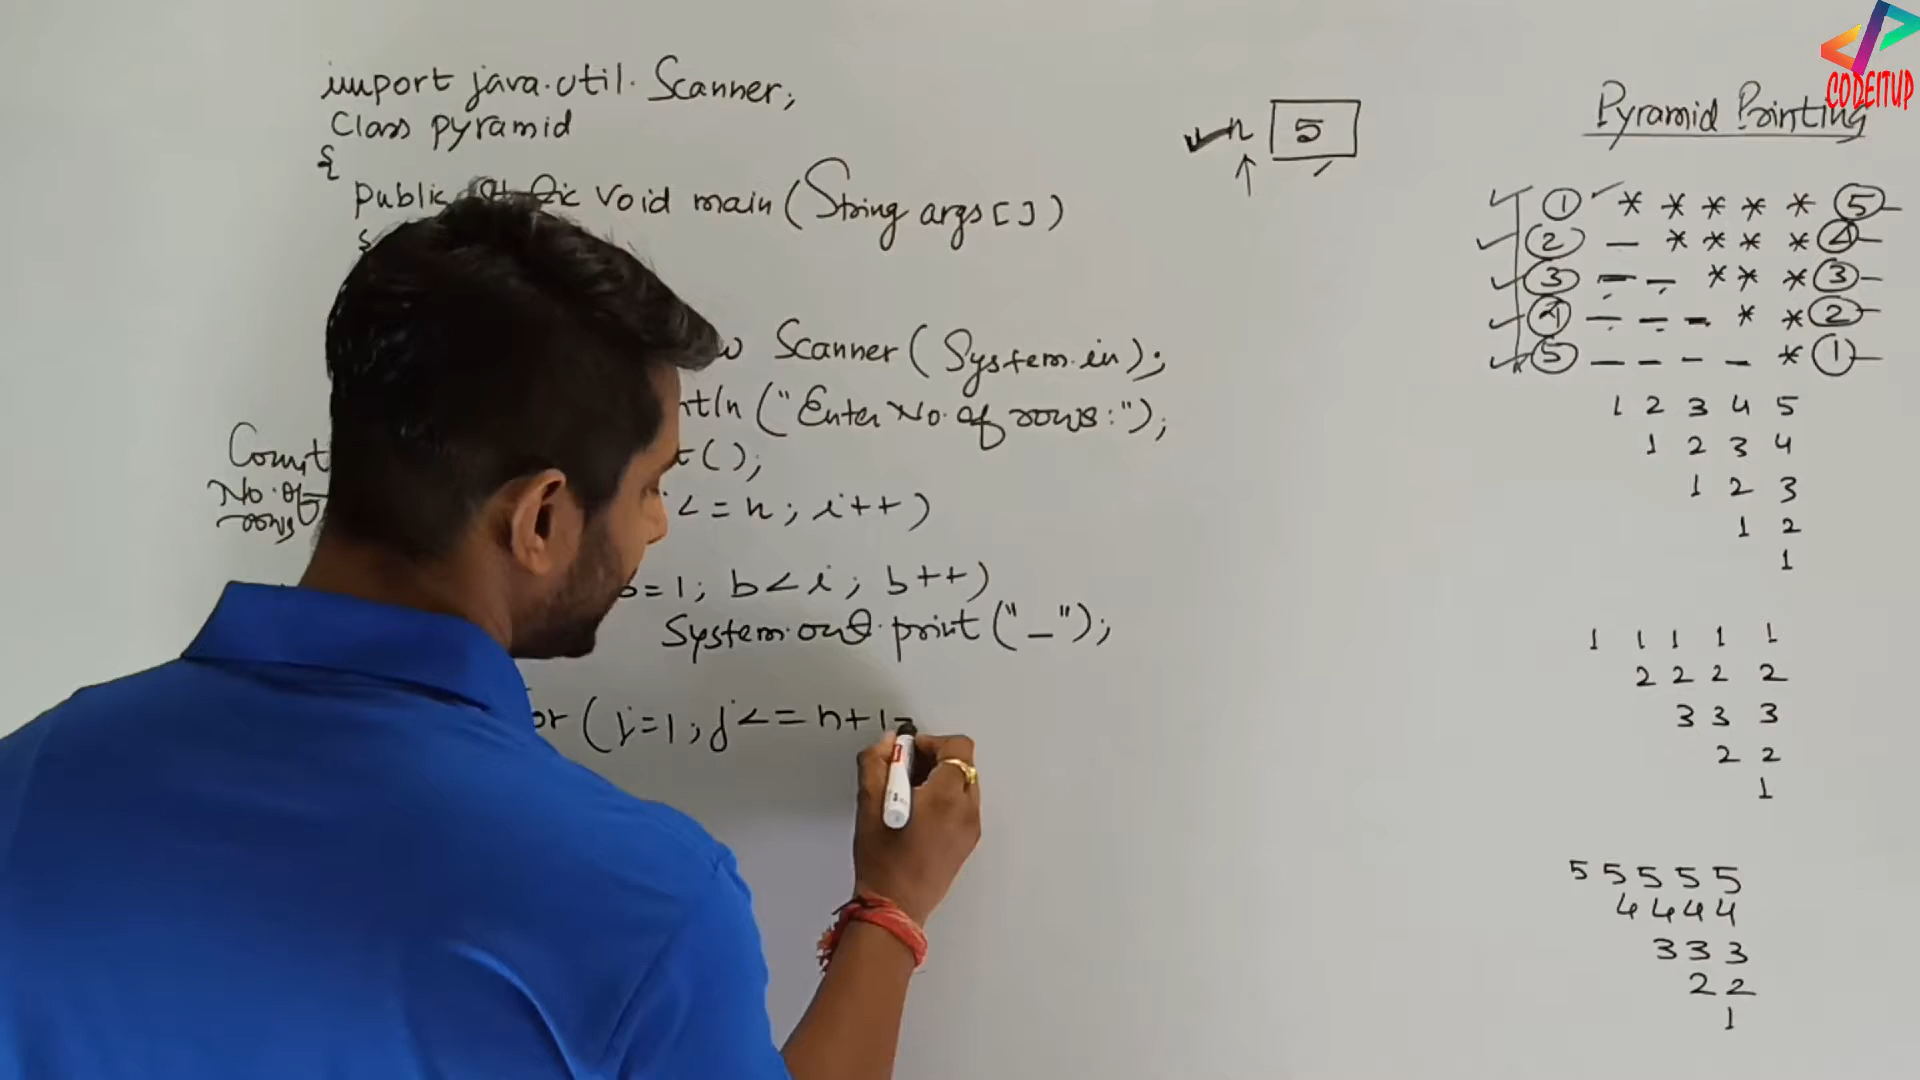 import java.util.Scanner;
Class pyramid
{
public static void main(String args[])
{
Scanner(System.in);
("Enter No. of rows:");
();
No. of
rows
<=n; i++)
=1; b<i; b++)
System.out.print("_");
(j=1; j<=n+1-
n 5
CODEITUP
Pyramid Printing
1 * * * * * 5
2 _ * * * * 4
3 _ _ * * * 3
4 _ _ _ * * 2
5 _ _ _ _ * 1
1 2 3 4 5
1 2 3 4
1 2 3
1 2
1
1 1 1 1 1
2 2 2 2
3 3 3
2 2
1
5 5 5 5 5
4 4 4 4
3 3 3
2 2
1